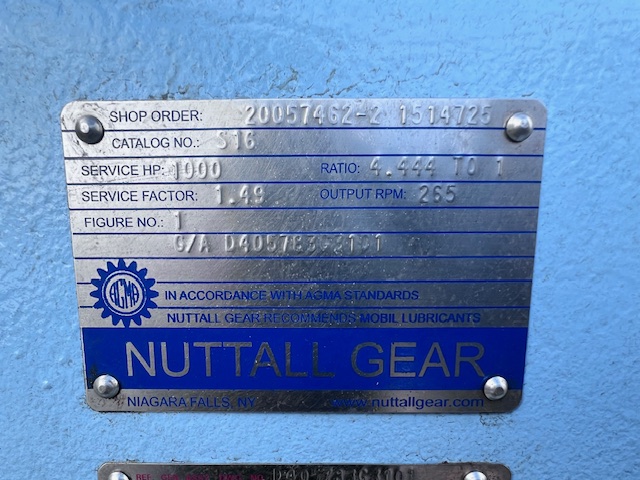 SHOP ORDER: 20057462-2 1514725
CATALOG NO.: S16
SERVICE HP: 1000 RATIO: 4.444 TO 1
SERVICE FACTOR: 1.49 OUTPUT RPM: 265
FIGURE NO.: 1
G/A
AGMA
IN ACCORDANCE WITH AGMA STANDARDS
NUTTALL GEAR RECOMMENDS MOBIL LUBRICANTS
NUTTALL GEAR
NIAGARA FALLS, NY www.nuttallgear.com